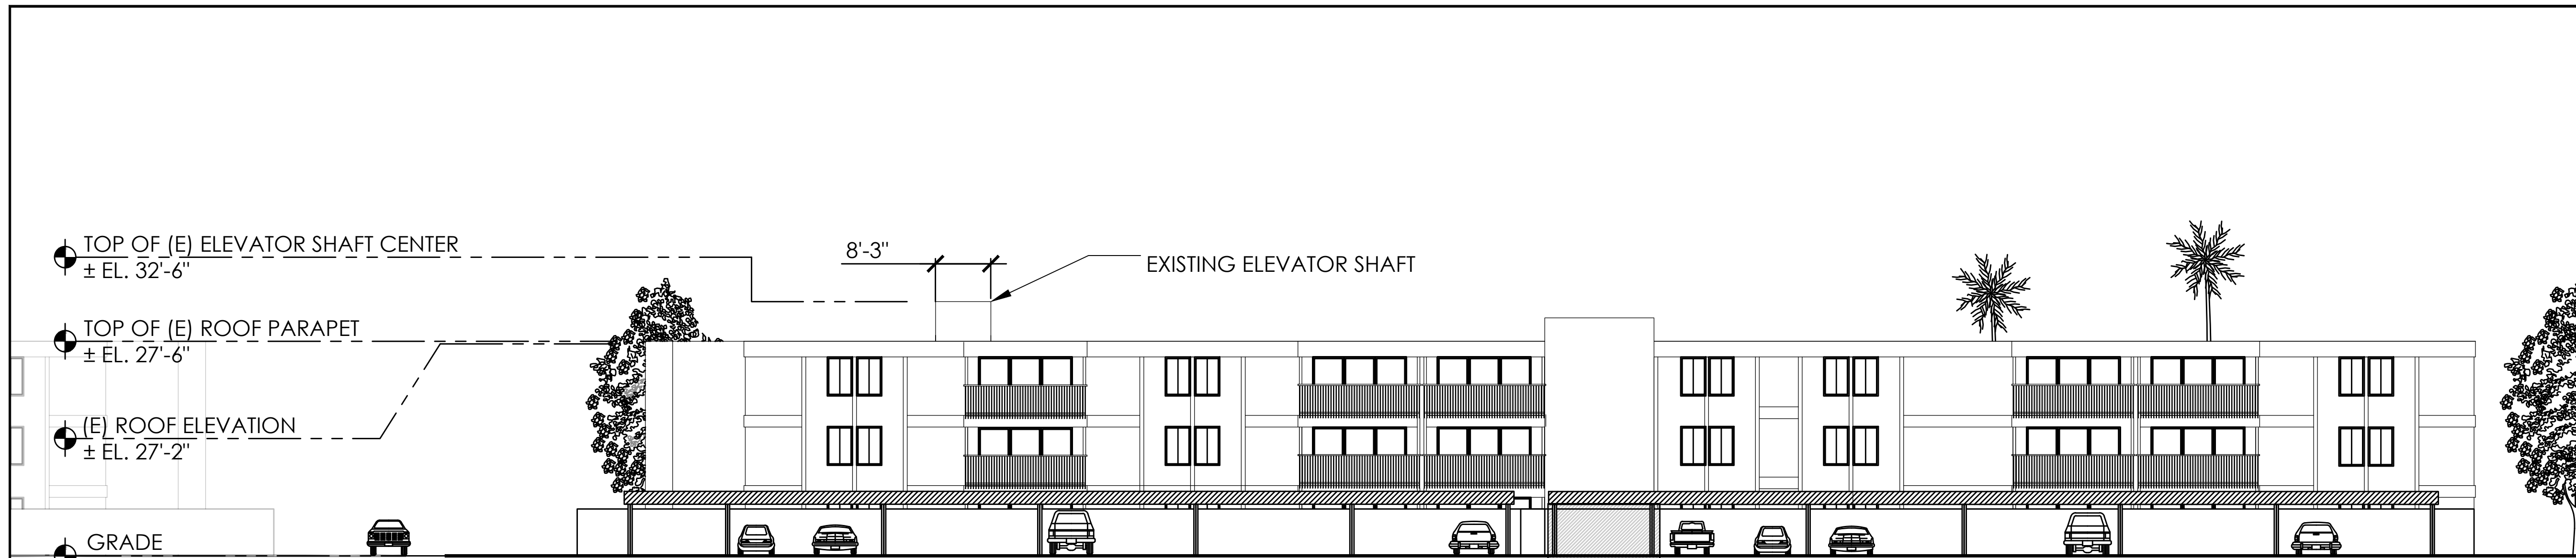 TOP OF (E) ELEVATOR SHAFT CENTER
± EL. 32'-6"
8'-3"
EXISTING ELEVATOR SHAFT
TOP OF (E) ROOF PARAPET
± EL. 27'-6"
(E) ROOF ELEVATION
± EL. 27'-2"
GRADE